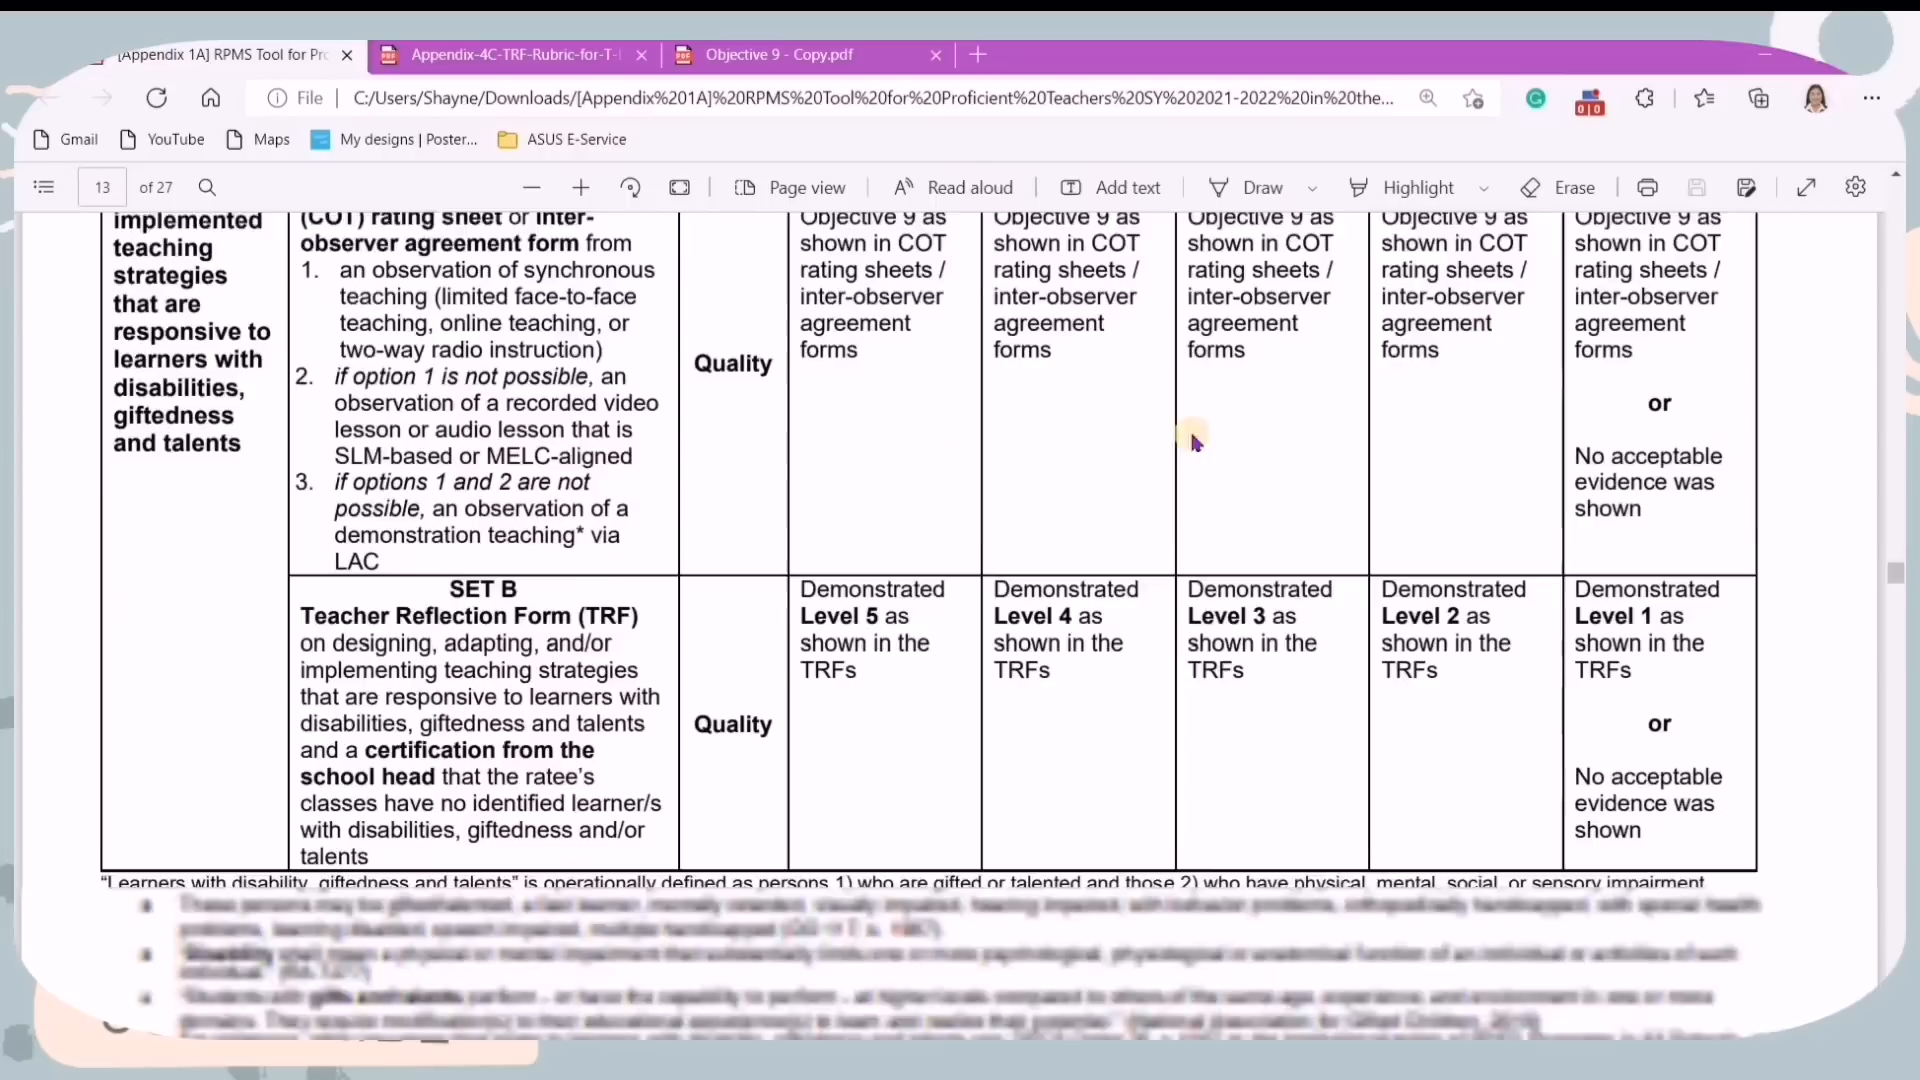 [Appendix 1A] RPMS Tool for Pro
Appendix-4C-TRF-Rubric-for-T-I
Objective 9 - Copy.pdf
File
C:/Users/Shayne/Downloads/[Appendix%201A]%20RPMS%20Tool%20for%20Proficient%20Teachers%20SY%202021-2022%20in%20the...
Gmail
YouTube
Maps
My designs | Poster...
ASUS E-Service
13 of 27
Page view
Read aloud
Add text
Draw
Highlight
Erase
implemented
teaching
strategies
that are
responsive to
learners with
disabilities,
giftedness
and talents
(COT) rating sheet or inter-
observer agreement form from
1. an observation of synchronous
teaching (limited face-to-face
teaching, online teaching, or
two-way radio instruction)
2. if option 1 is not possible, an
observation of a recorded video
lesson or audio lesson that is
SLM-based or MELC-aligned
3. if options 1 and 2 are not
possible, an observation of a
demonstration teaching* via
LAC
Quality
Objective 9 as
shown in COT
rating sheets /
inter-observer
agreement
forms
Objective 9 as
shown in COT
rating sheets /
inter-observer
agreement
forms
Objective 9 as
shown in COT
rating sheets /
inter-observer
agreement
forms
Objective 9 as
shown in COT
rating sheets /
inter-observer
agreement
forms
Objective 9 as
shown in COT
rating sheets /
inter-observer
agreement
forms
or
No acceptable
evidence was
shown
SET B
Teacher Reflection Form (TRF)
on designing, adapting, and/or
implementing teaching strategies
that are responsive to learners with
disabilities, giftedness and talents
and a certification from the
school head that the ratee's
classes have no identified learner/s
with disabilities, giftedness and/or
talents
Quality
Demonstrated
Level 5 as
shown in the
TRFs
Demonstrated
Level 4 as
shown in the
TRFs
Demonstrated
Level 3 as
shown in the
TRFs
Demonstrated
Level 2 as
shown in the
TRFs
Demonstrated
Level 1 as
shown in the
TRFs
or
No acceptable
evidence was
shown
"Learners with disability, giftedness and talents" is operationally defined as persons 1) who are gifted or talented and those 2) who have physical, mental, social, or sensory impairment